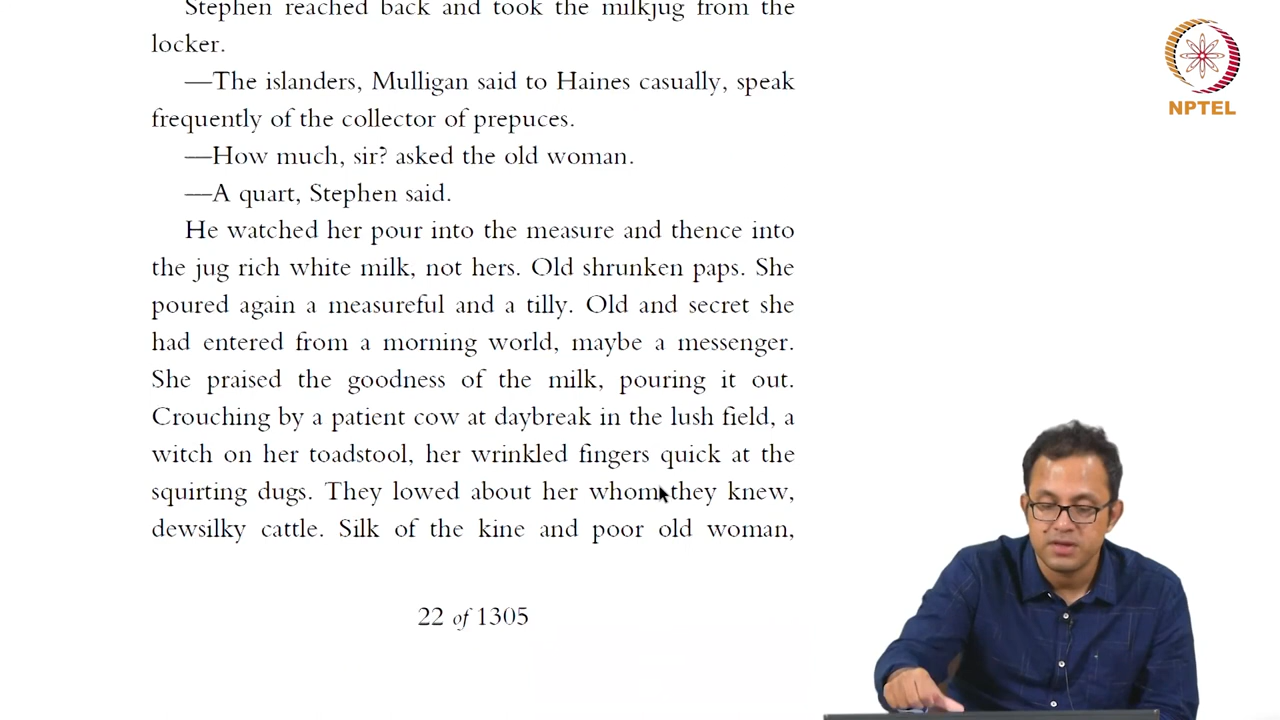 Stephen reached back and took the milkjug from the
locker.
—The islanders, Mulligan said to Haines casually, speak
frequently of the collector of prepuces.
—How much, sir? asked the old woman.
—A quart, Stephen said.
He watched her pour into the measure and thence into
the jug rich white milk, not hers. Old shrunken paps. She
poured again a measureful and a tilly. Old and secret she
had entered from a morning world, maybe a messenger.
She praised the goodness of the milk, pouring it out.
Crouching by a patient cow at daybreak in the lush field, a
witch on her toadstool, her wrinkled fingers quick at the
squirting dugs. They lowed about her whom they knew,
dewsilky cattle. Silk of the kine and poor old woman,
22 of 1305
NPTEL